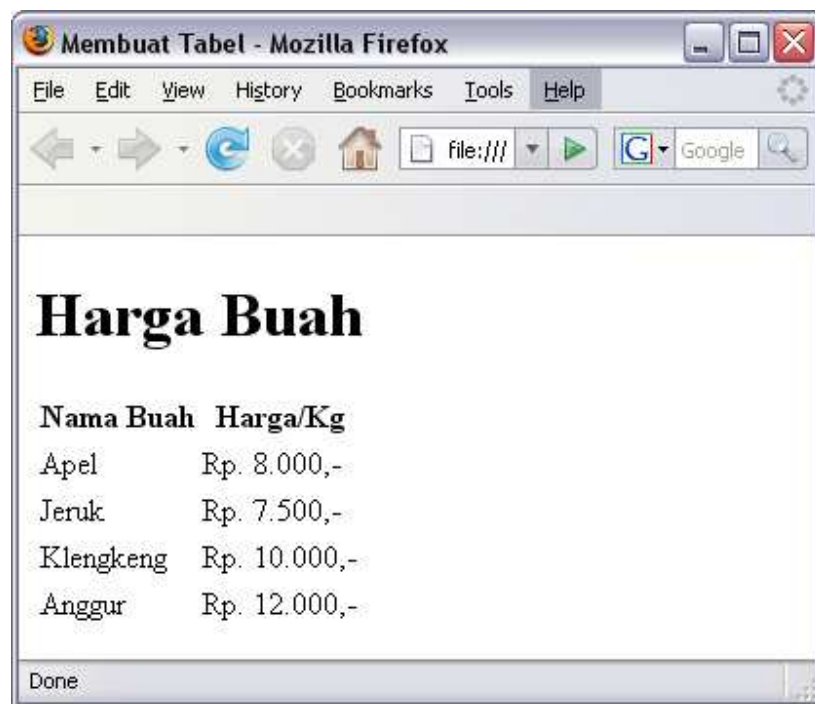 Membuat Tabel - Mozilla Firefox
File Edit View History Bookmarks Tools Help
file:/// G Google
Harga Buah
Nama Buah Harga/Kg
Apel Rp. 8.000,-
Jeruk Rp. 7.500,-
Klengkeng Rp. 10.000,-
Anggur Rp. 12.000,-
Done